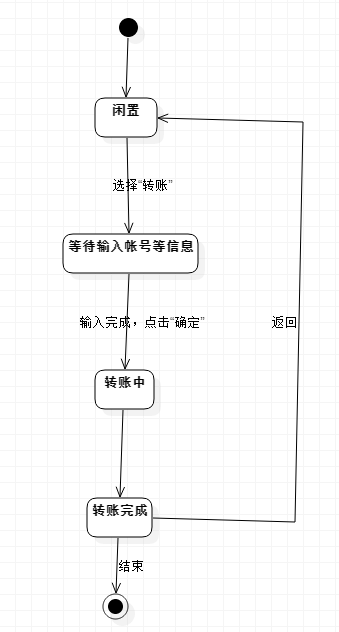 闲置
选择“转账”
等待输入帐号等信息
输入完成，点击“确定”
返回
转账中
转账完成
结束